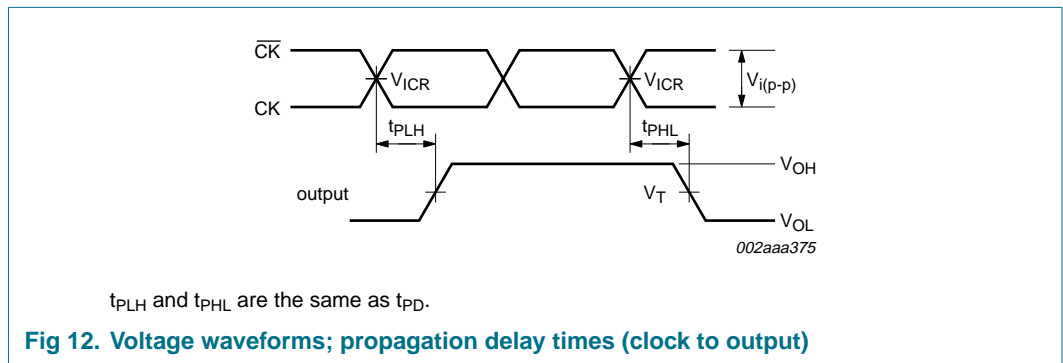 C̅K̅
V_ICR V_ICR V_i(p-p)
CK
t_PLH t_PHL
V_OH
output V_T
V_OL
002aaa375
t_PLH and t_PHL are the same as t_PD.
Fig 12. Voltage waveforms; propagation delay times (clock to output)